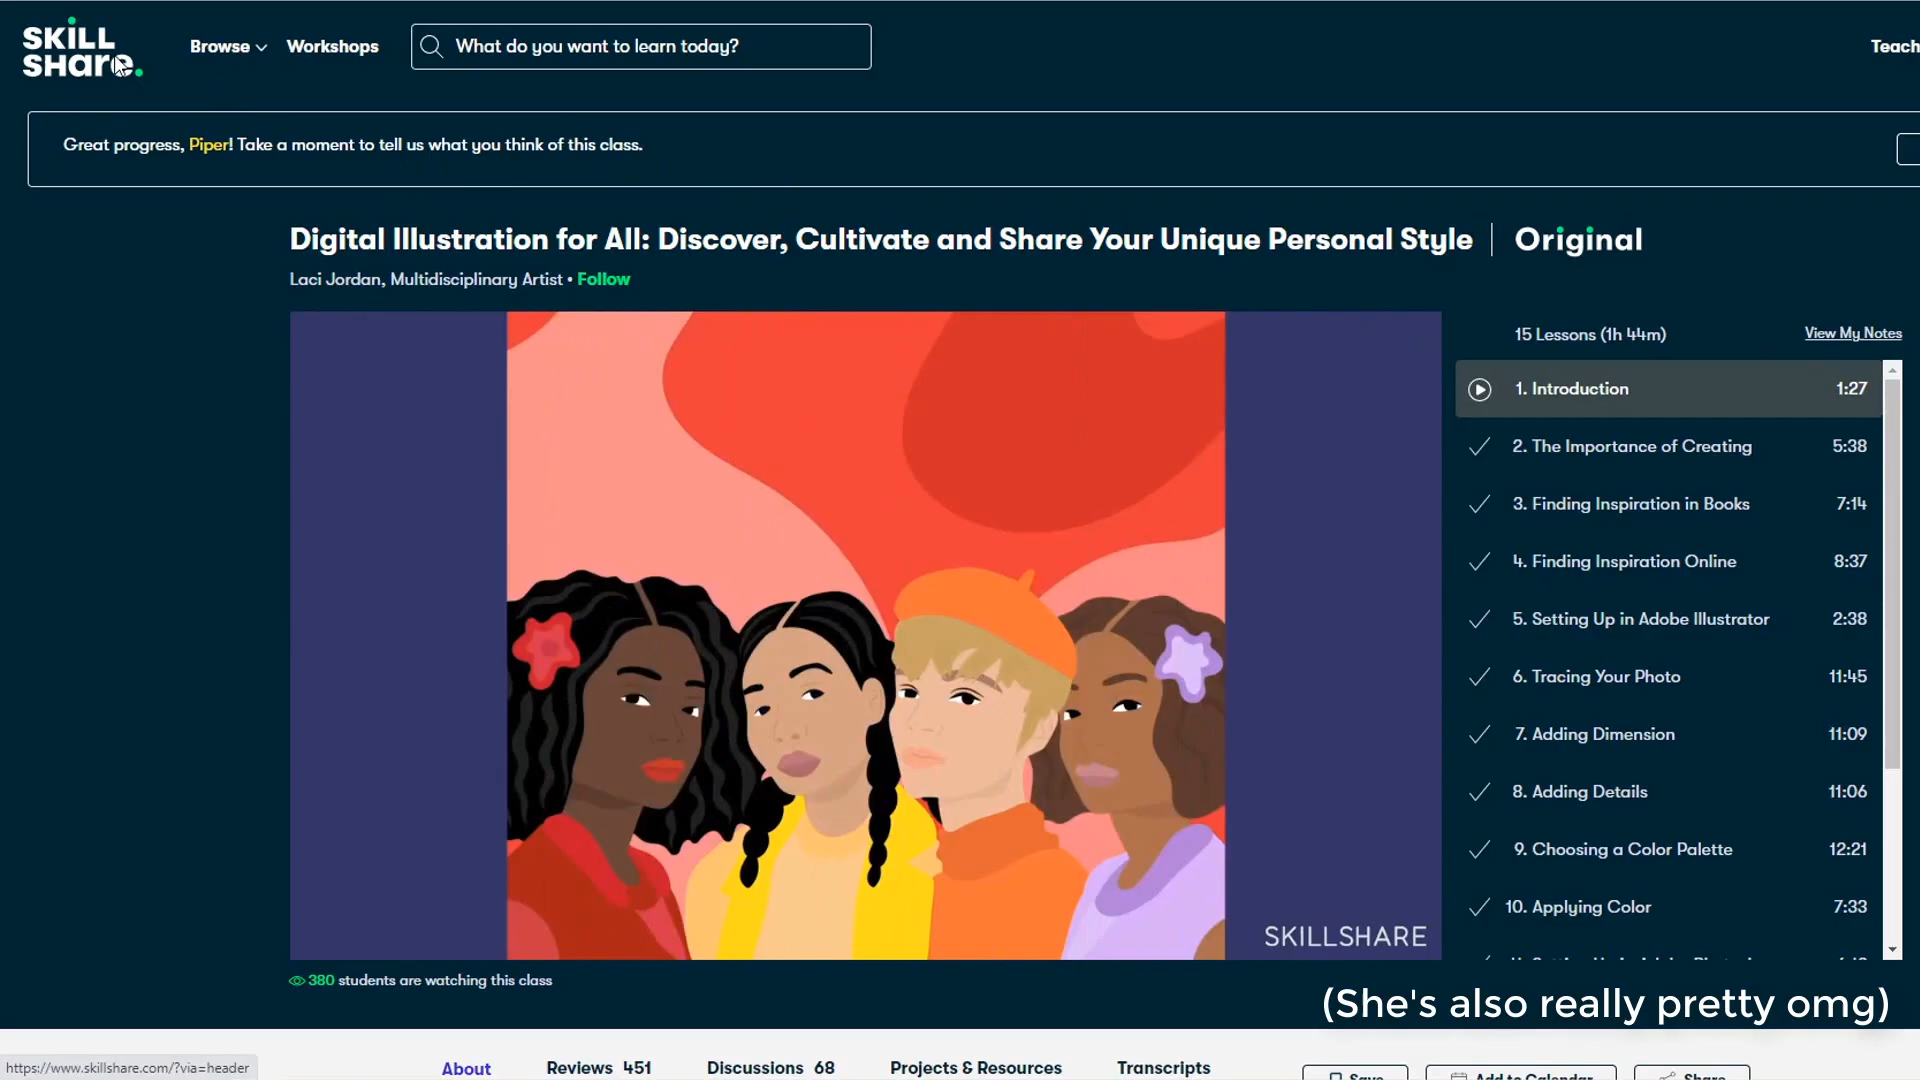 SKILL
SHare.
Browse
Workshops
What do you want to learn today?
Teach
Great progress, Piper! Take a moment to tell us what you think of this class.
Digital Illustration for All: Discover, Cultivate and Share Your Unique Personal Style | Original
Laci Jordan, Multidisciplinary Artist • Follow
15 Lessons (1h 44m)
View My Notes
1. Introduction 1:27
2. The Importance of Creating 5:38
3. Finding Inspiration in Books 7:14
4. Finding Inspiration Online 8:37
5. Setting Up in Adobe Illustrator 2:38
6. Tracing Your Photo 11:45
7. Adding Dimension 11:09
8. Adding Details 11:06
9. Choosing a Color Palette 12:21
10. Applying Color 7:33
SKILLSHARE
380 students are watching this class
(She's also really pretty omg)
https://www.skillshare.com/?via=header
About
Reviews 451
Discussions 68
Projects & Resources
Transcripts
Save
Add to Calendar
Share